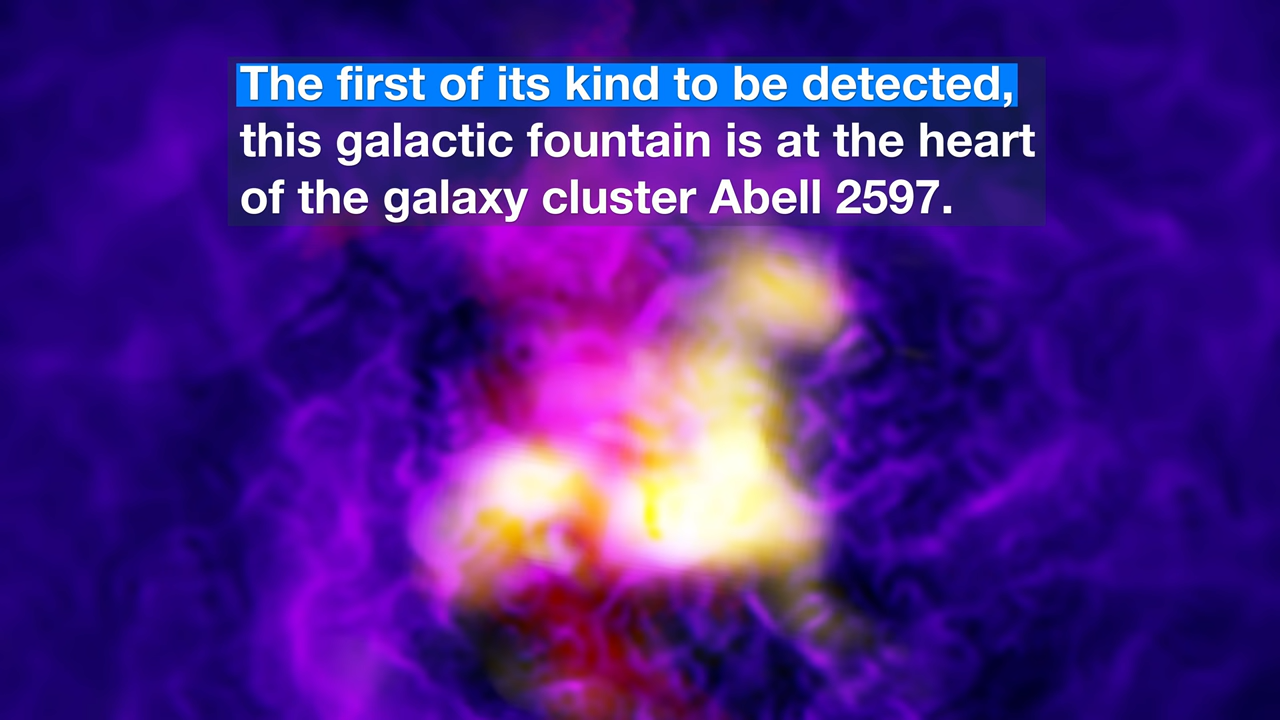 The first of its kind to be detected,
this galactic fountain is at the heart
of the galaxy cluster Abell 2597.